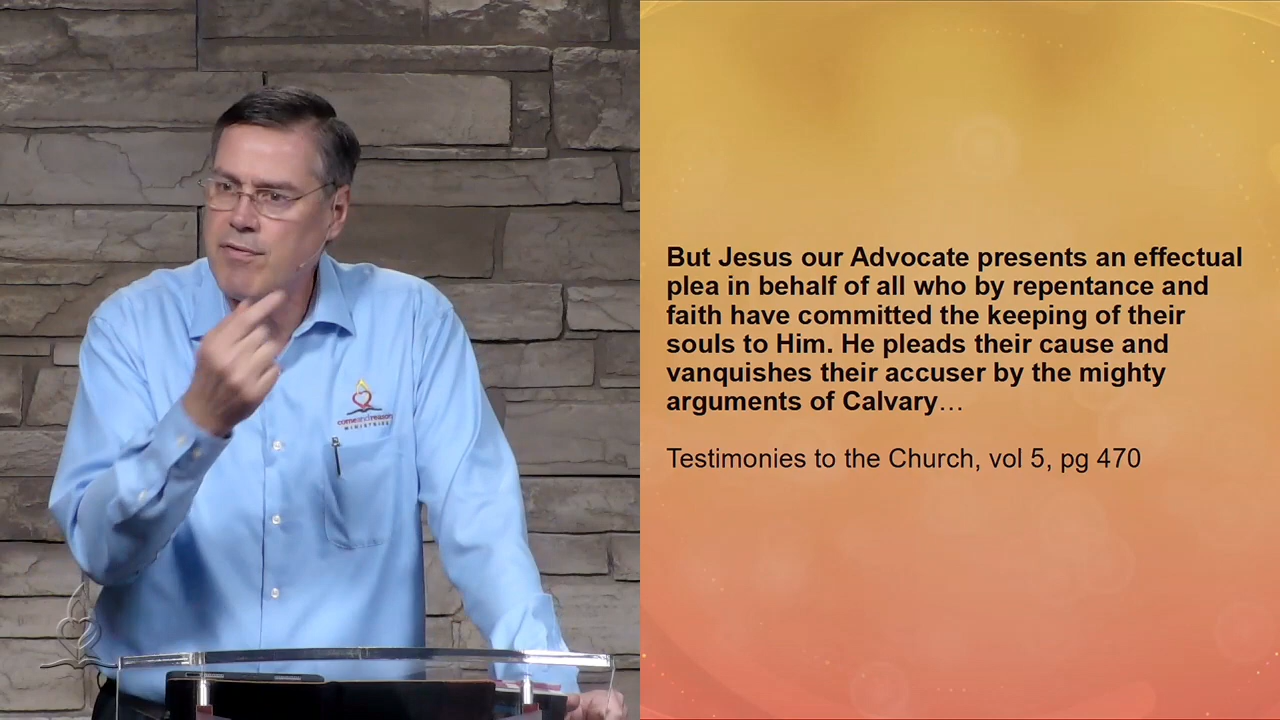 comeandreason
MINISTRIES
But Jesus our Advocate presents an effectual
plea in behalf of all who by repentance and
faith have committed the keeping of their
souls to Him. He pleads their cause and
vanquishes their accuser by the mighty
arguments of Calvary…
Testimonies to the Church, vol 5, pg 470